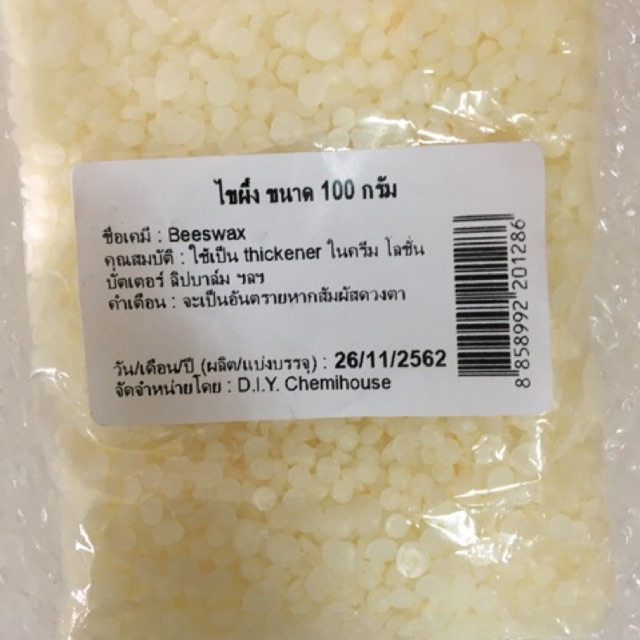 ไขผึ้ง ขนาด 100 กรัม
ชื่อเคมี : Beeswax
คุณสมบัติ : ใช้เป็น thickener ในครีม โลชั่น
บัตเตอร์ ลิปบาล์ม ฯลฯ
คำเตือน : จะเป็นอันตรายหากสัมผัสดวงตา
วัน/เดือน/ปี (ผลิต/แบ่งบรรจุ) : 26/11/2562
จัดจำหน่ายโดย : D.I.Y. Chemihouse
8 858992 201286